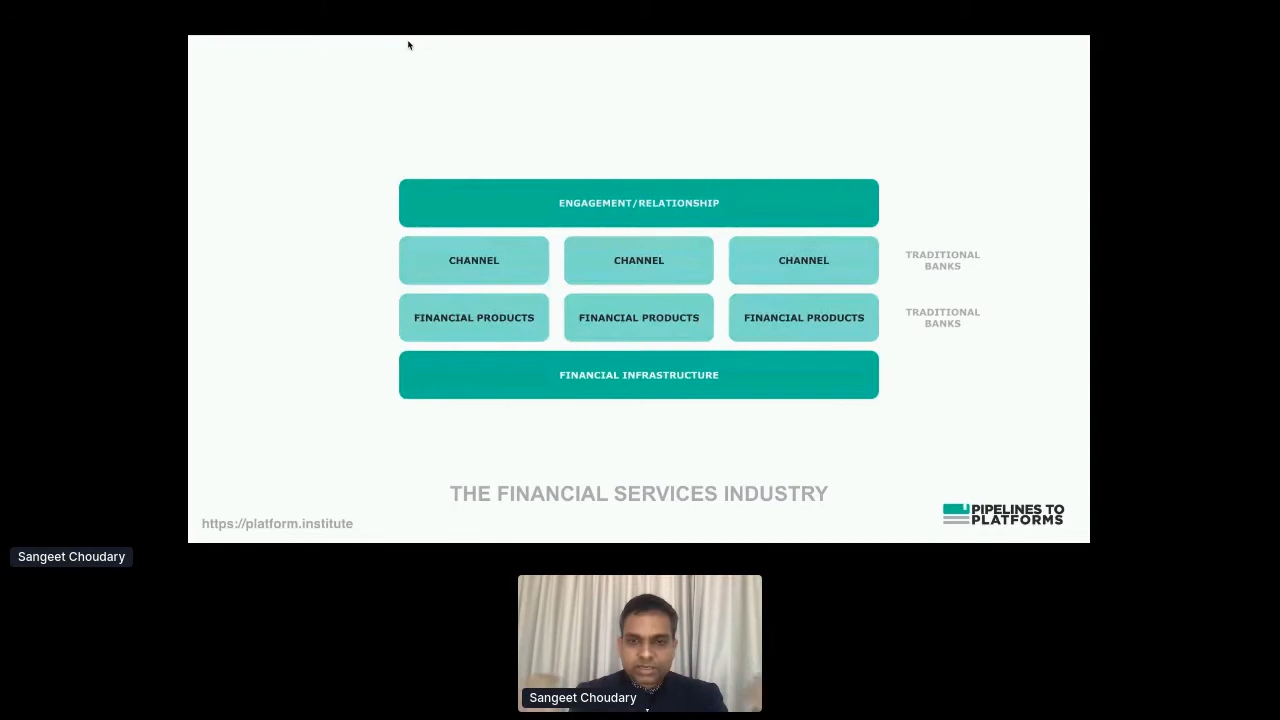 ENGAGEMENT/RELATIONSHIP
CHANNEL
CHANNEL
CHANNEL
TRADITIONAL
BANKS
FINANCIAL PRODUCTS
FINANCIAL PRODUCTS
FINANCIAL PRODUCTS
TRADITIONAL
BANKS
FINANCIAL INFRASTRUCTURE
THE FINANCIAL SERVICES INDUSTRY
https://platform.institute
PIPELINES TO
PLATFORMS
Sangeet Choudary
Sangeet Choudary